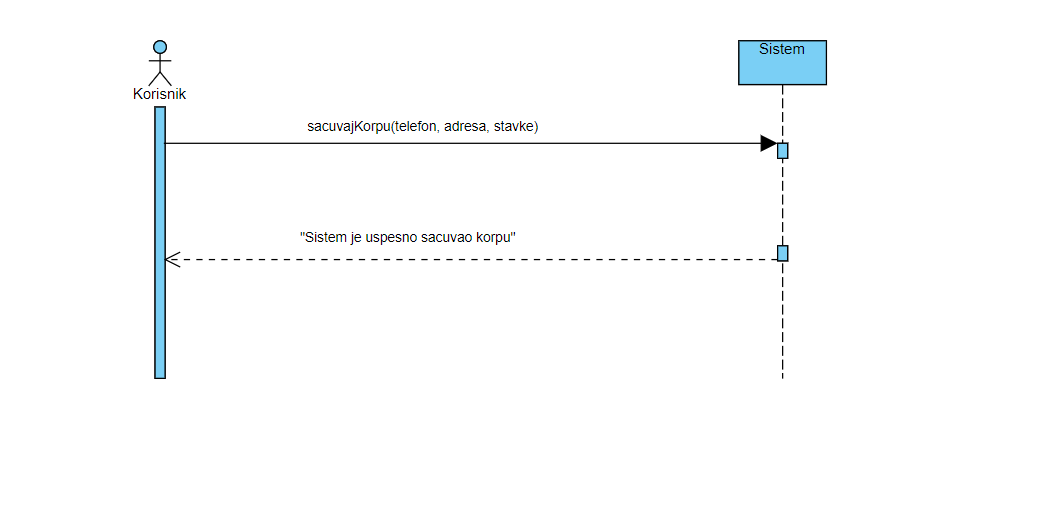 Sistem
Korisnik
sacuvajKorpu(telefon, adresa, stavke)
"Sistem je uspesno sacuvao korpu"